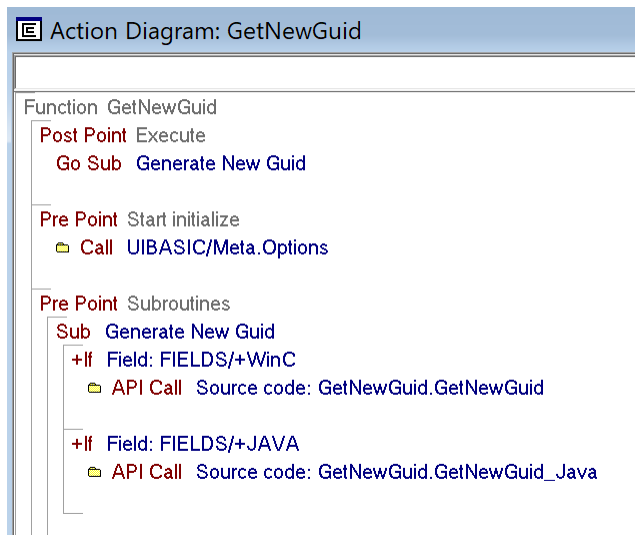 Action Diagram: GetNewGuid
Function GetNewGuid
Post Point Execute
Go Sub Generate New Guid
Pre Point Start initialize
Call UIBASIC/Meta.Options
Pre Point Subroutines
Sub Generate New Guid
+If Field: FIELDS/+WinC
API Call Source code: GetNewGuid.GetNewGuid
+If Field: FIELDS/+JAVA
API Call Source code: GetNewGuid.GetNewGuid_Java